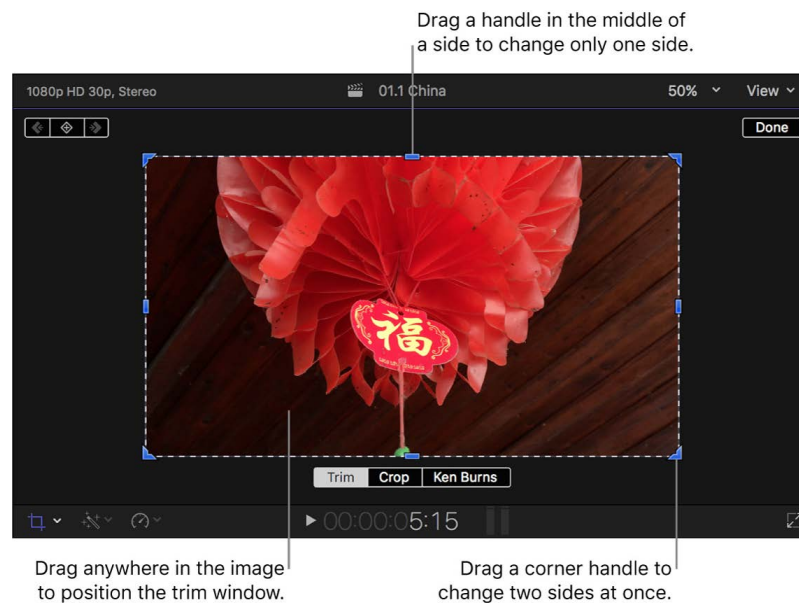 Drag a handle in the middle of
a side to change only one side.
1080p HD 30p, Stereo
01.1 China
50%
View
Done
福
Trim
Crop
Ken Burns
00:00:05:15
Drag anywhere in the image
to position the trim window.
Drag a corner handle to
change two sides at once.